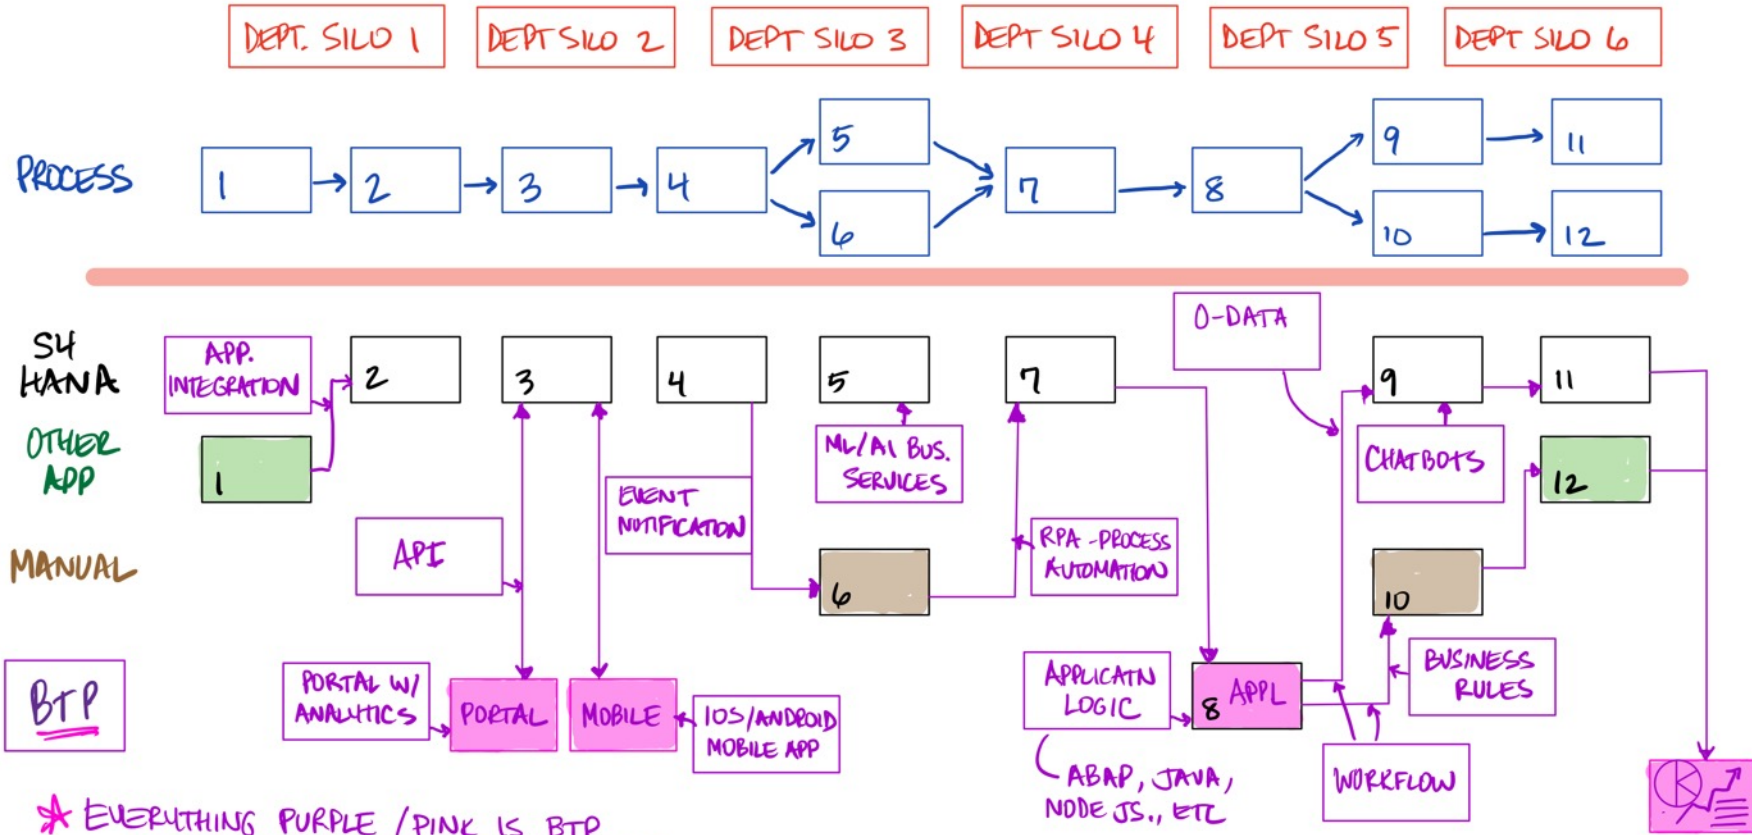 DEPT. SILO 1
DEPT SILO 2
DEPT SILO 3
DEPT SILO 4
DEPT SILO 5
DEPT SILO 6
PROCESS
1
2
3
4
5
6
7
8
9
10
11
12
S4
HANA
OTHER
APP
MANUAL
BTP
APP.
INTEGRATION
1
2
3
4
5
7
O-DATA
9
11
API
EVENT
NOTIFICATION
ML/AI BUS.
SERVICES
6
RPA - PROCESS
AUTOMATION
CHATBOTS
12
10
PORTAL W/
ANALYTICS
PORTAL
MOBILE
IOS/ANDROID
MOBILE APP
APPLICATN
LOGIC
8 APPL
BUSINESS
RULES
ABAP, JAVA,
NODE JS., ETC
WORKFLOW
* EVERYTHING PURPLE / PINK IS BTP